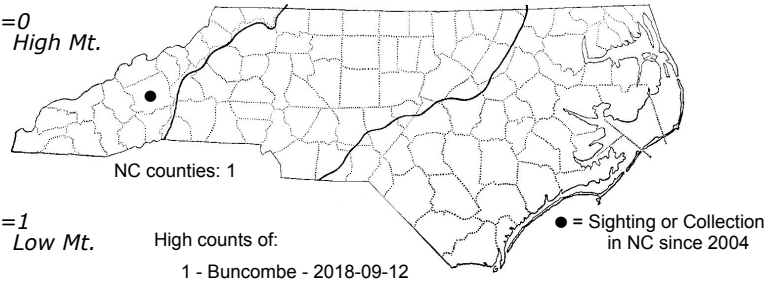 =0
High Mt.
NC counties: 1
=1
Low Mt.
High counts of:
1 - Buncombe - 2018-09-12
● = Sighting or Collection
in NC since 2004